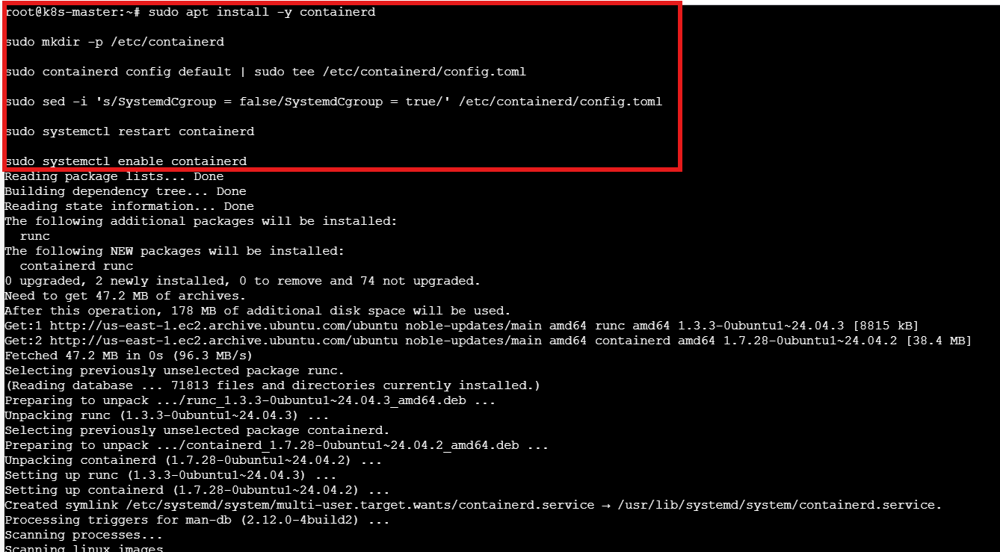 root@k8s-master:~# sudo apt install -y containerd
sudo mkdir -p /etc/containerd
sudo containerd config default | sudo tee /etc/containerd/config.toml
sudo sed -i 's/SystemdCgroup = false/SystemdCgroup = true/' /etc/containerd/config.toml
sudo systemctl restart containerd
sudo systemctl enable containerd
Reading package lists... Done
Building dependency tree... Done
Reading state information... Done
The following additional packages will be installed:
  runc
The following NEW packages will be installed:
  containerd runc
0 upgraded, 2 newly installed, 0 to remove and 74 not upgraded.
Need to get 47.2 MB of archives.
After this operation, 178 MB of additional disk space will be used.
Get:1 http://us-east-1.ec2.archive.ubuntu.com/ubuntu noble-updates/main amd64 runc amd64 1.3.3-0ubuntu1~24.04.3 [8815 kB]
Get:2 http://us-east-1.ec2.archive.ubuntu.com/ubuntu noble-updates/main amd64 containerd amd64 1.7.28-0ubuntu1~24.04.2 [38.4 MB]
Fetched 47.2 MB in 0s (96.3 MB/s)
Selecting previously unselected package runc.
(Reading database ... 71813 files and directories currently installed.)
Preparing to unpack .../runc_1.3.3-0ubuntu1~24.04.3_amd64.deb ...
Unpacking runc (1.3.3-0ubuntu1~24.04.3) ...
Selecting previously unselected package containerd.
Preparing to unpack .../containerd_1.7.28-0ubuntu1~24.04.2_amd64.deb ...
Unpacking containerd (1.7.28-0ubuntu1~24.04.2) ...
Setting up runc (1.3.3-0ubuntu1~24.04.3) ...
Setting up containerd (1.7.28-0ubuntu1~24.04.2) ...
Created symlink /etc/systemd/system/multi-user.target.wants/containerd.service → /usr/lib/systemd/system/containerd.service.
Processing triggers for man-db (2.12.0-4build2) ...
Scanning processes...
Scanning linux images